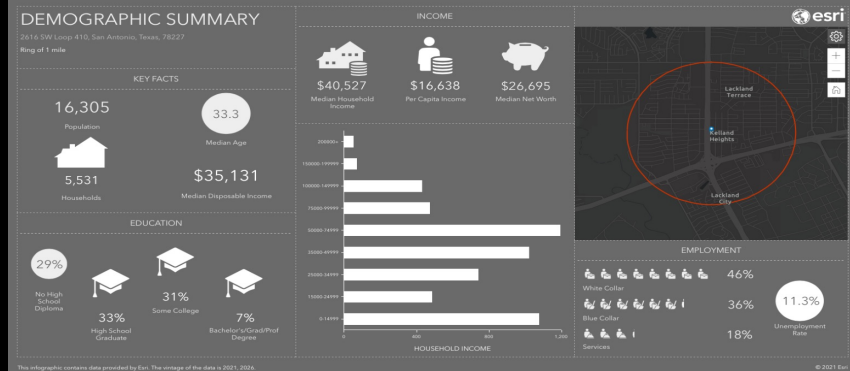 DEMOGRAPHIC SUMMARY
2616 SW Loop 410, San Antonio, Texas, 78227
Ring of 1 mile
KEY FACTS
16,305
Population
33.3
Median Age
5,531
Households
$35,131
Median Disposable Income
EDUCATION
29%
No High
School
Diploma
33%
High School
Graduate
31%
Some College
7%
Bachelor's/Grad/Prof
Degree
INCOME
$40,527
Median Household
Income
$16,638
Per Capita Income
$26,695
Median Net Worth
200000+
150000-199999
100000-149999
75000-99999
50000-74999
35000-49999
25000-34999
15000-24999
0-14999
0
400
800
1,200
HOUSEHOLD INCOME
esri
Lackland
Terrace
Heights
Lackland
City
EMPLOYMENT
46%
White Collar
36%
Blue Collar
18%
Services
11.3%
Unemployment
Rate
This infographic contains data provided by Esri. The vintage of the data is 2021, 2026.
© 2021 Esri